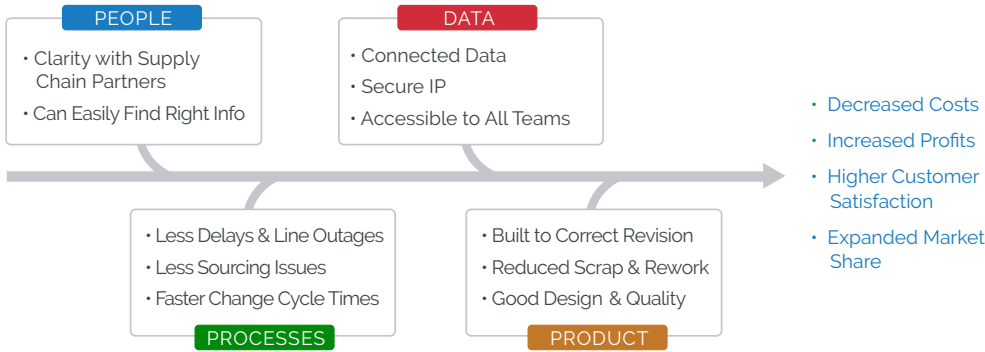 PEOPLE
• Clarity with Supply
Chain Partners
• Can Easily Find Right Info
DATA
• Connected Data
• Secure IP
• Accessible to All Teams
• Less Delays & Line Outages
• Less Sourcing Issues
• Faster Change Cycle Times
PROCESSES
• Built to Correct Revision
• Reduced Scrap & Rework
• Good Design & Quality
PRODUCT
• Decreased Costs
• Increased Profits
• Higher Customer
Satisfaction
• Expanded Market
Share